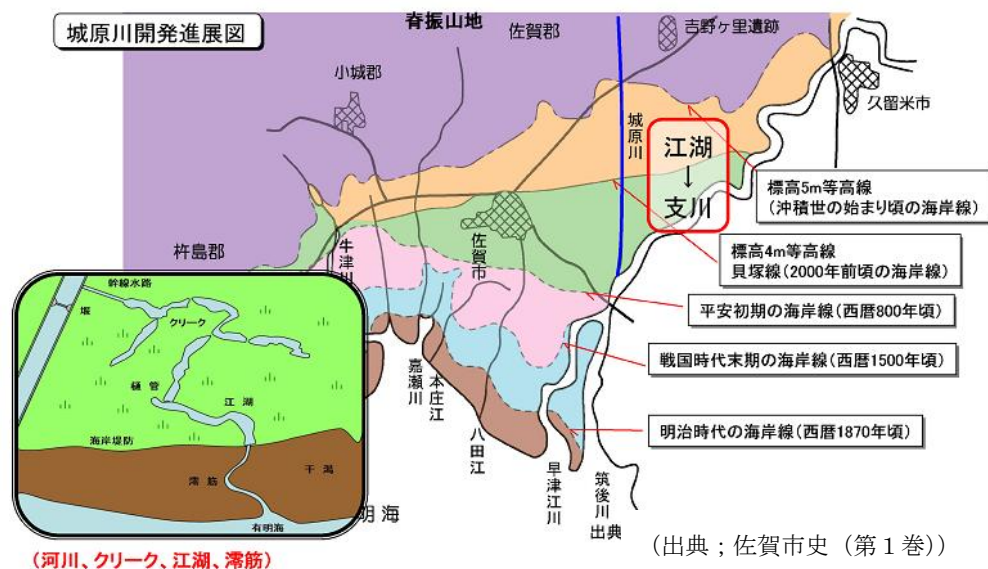 城原川開発進展図
脊振山地
佐賀郡
吉野ヶ里遺跡
小城郡
久留米市
城原川
江湖
↓
支川
標高5m等高線
(沖積世の始まり頃の海岸線)
標高4m等高線
貝塚線(2000年前頃の海岸線)
平安初期の海岸線(西暦800年頃)
戦国時代末期の海岸線(西暦1500年頃)
明治時代の海岸線(西暦1870年頃)
杵島郡
牛津川
佐賀市
嘉瀬川
本庄江
八田江
早津江川
筑後川
出典
明海
幹線水路
堰
クリーク
樋管
江湖
海岸堤防
澪筋
干潟
有明海
(河川、クリーク、江湖、澪筋)
(出典；佐賀市史(第1巻))